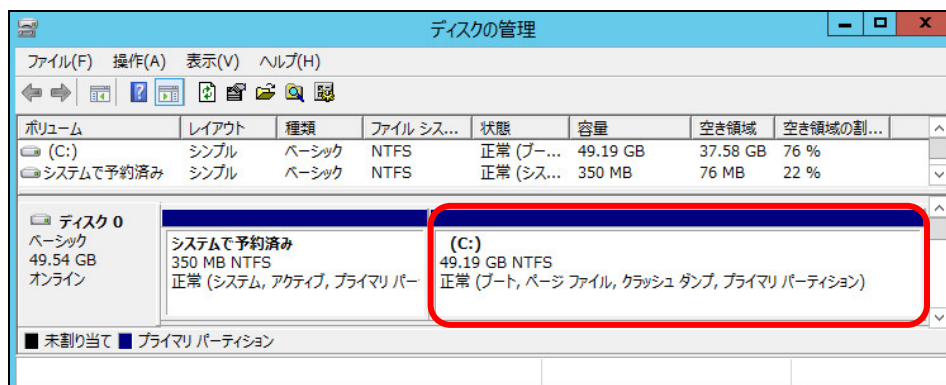 ディスクの管理
ファイル(F) 操作(A) 表示(V) ヘルプ(H)
ボリューム レイアウト 種類 ファイル シス... 状態 容量 空き領域 空き領域の割...
(C:) シンプル ベーシック NTFS 正常 (ブー... 49.19 GB 37.58 GB 76 %
システムで予約済み シンプル ベーシック NTFS 正常 (シス... 350 MB 76 MB 22 %
ディスク 0
ベーシック
49.54 GB
オンライン
システムで予約済み
350 MB NTFS
正常 (システム, アクティブ, プライマリ パー
(C:)
49.19 GB NTFS
正常 (ブート, ページ ファイル, クラッシュ ダンプ, プライマリ パーティション)
未割り当て プライマリ パーティション